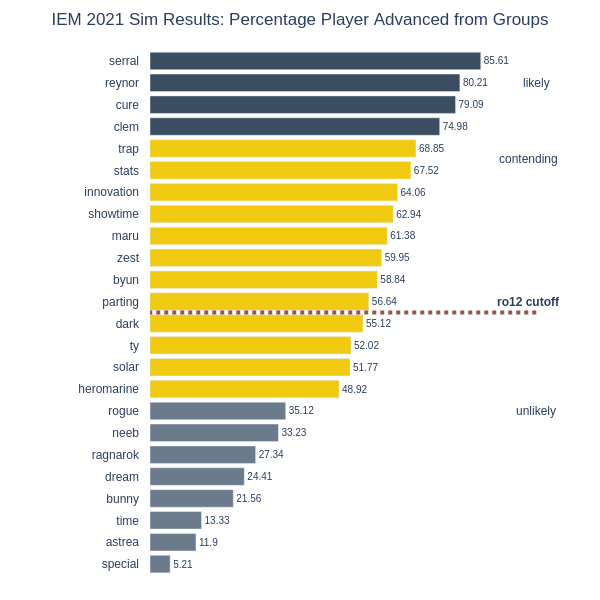 IEM 2021 Sim Results: Percentage Player Advanced from Groups
serral 85.61
reynor 80.21 likely
cure 79.09
clem 74.98
trap 68.85
contending
stats 67.52
innovation 64.06
showtime 62.94
maru 61.38
zest 59.95
byun 58.84
parting 56.64 ro12 cutoff
dark 55.12
ty 52.02
solar 51.77
heromarine 48.92
rogue 35.12 unlikely
neeb 33.23
ragnarok 27.34
dream 24.41
bunny 21.56
time 13.33
astrea 11.9
special 5.21